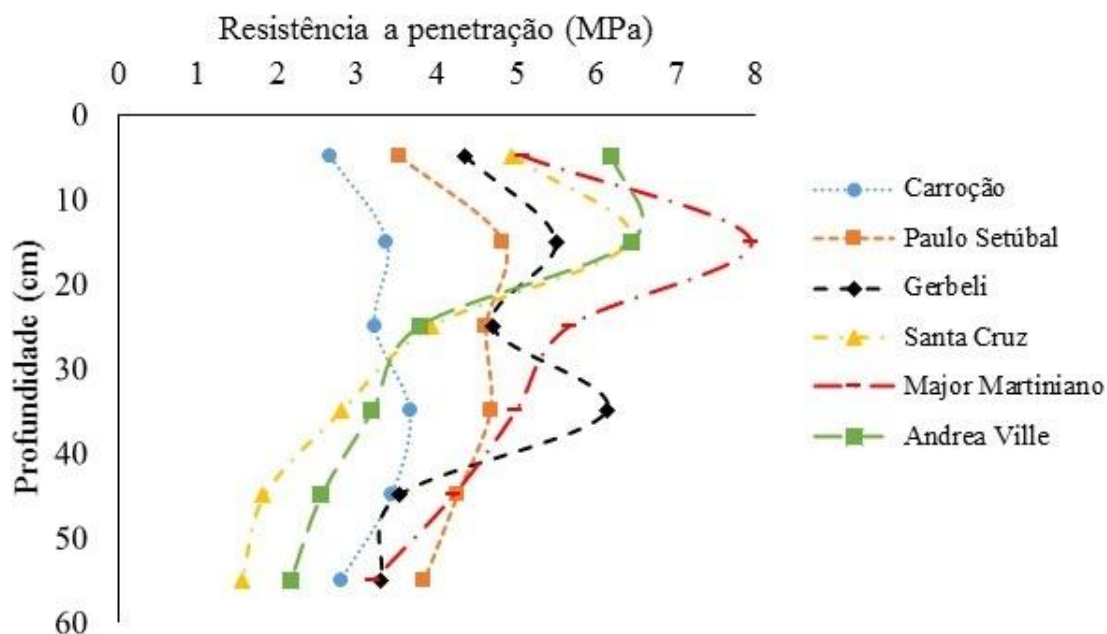 Resistência a penetração (MPa)
0 1 2 3 4 5 6 7 8
0
10
20
30
40
50
60
Profundidade (cm)
Carroção
Paulo Setúbal
Gerbeli
Santa Cruz
Major Martiniano
Andrea Ville